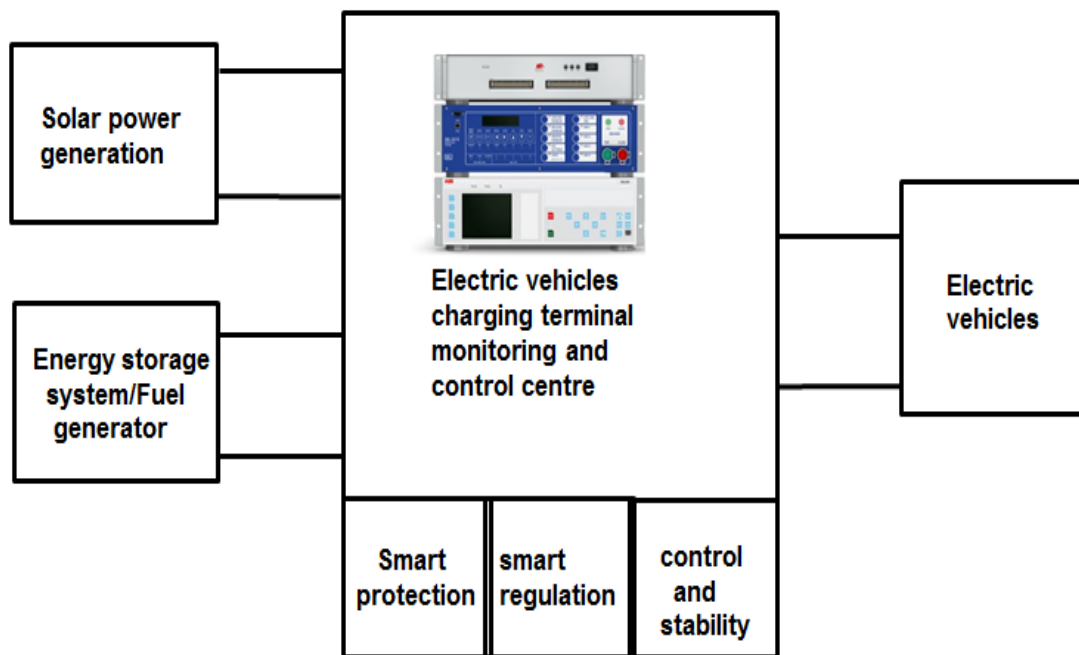 Solar power
generation
Energy storage
system/Fuel
generator
ABB
Electric vehicles
charging terminal
monitoring and
control centre
Electric
vehicles
Smart
protection
smart
regulation
control
and
stability